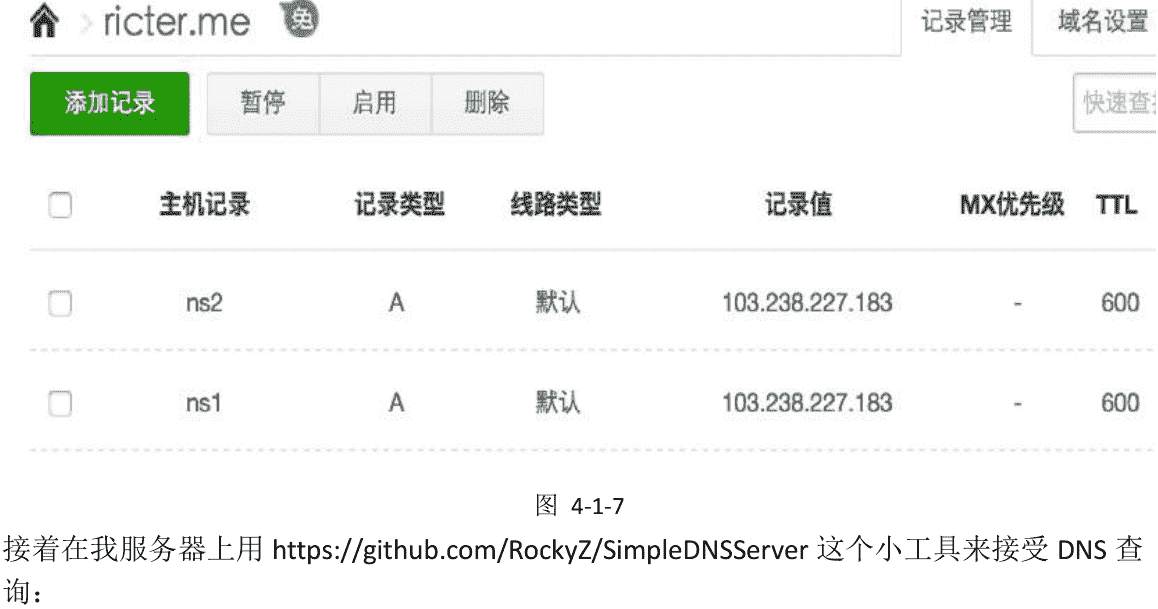 ricter.me 兔 记录管理 域名设置
添加记录 暂停 启用 删除 快速查
主机记录 记录类型 线路类型 记录值 MX优先级 TTL
ns2 A 默认 103.238.227.183 - 600
ns1 A 默认 103.238.227.183 - 600
图 4-1-7
接着在我服务器上用 https://github.com/RockyZ/SimpleDNSServer 这个小工具来接受 DNS 查
询：